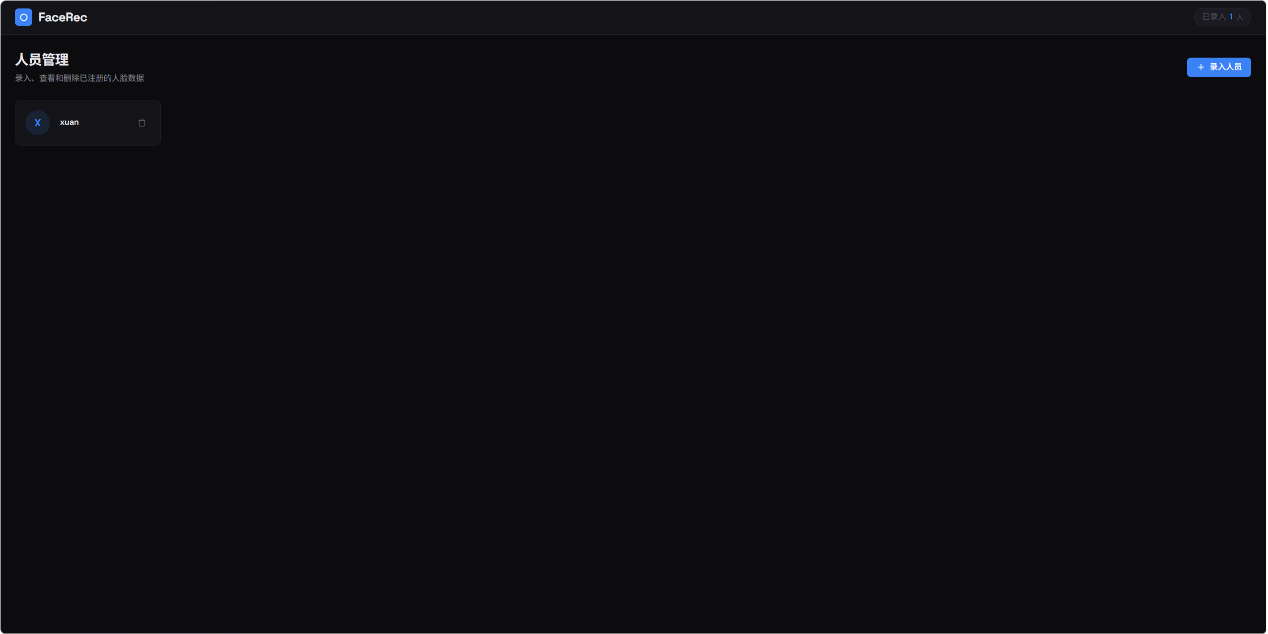 FaceRec
已录入 1 人
人员管理
录入、查看和删除已注册的人脸数据
+ 录入人员
X
xuan